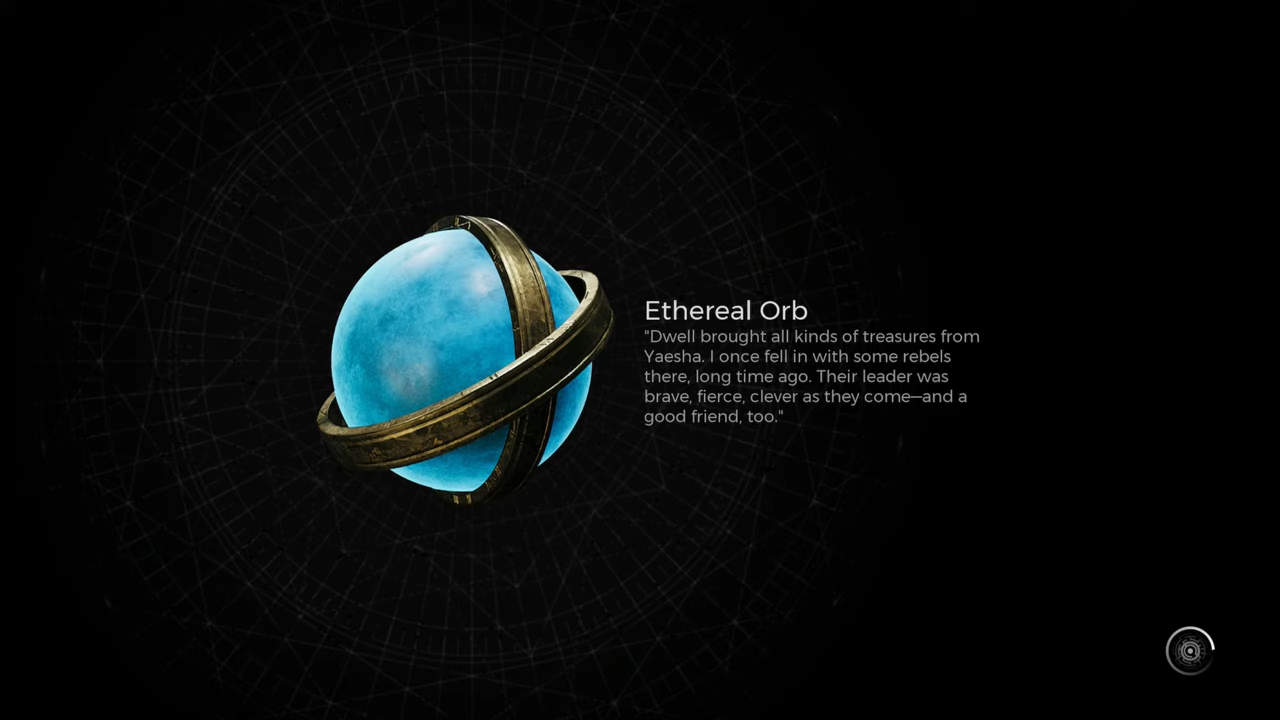 Ethereal Orb
"Dwell brought all kinds of treasures from
Yaesha. I once fell in with some rebels
there, long time ago. Their leader was
brave, fierce, clever as they come—and a
good friend, too."